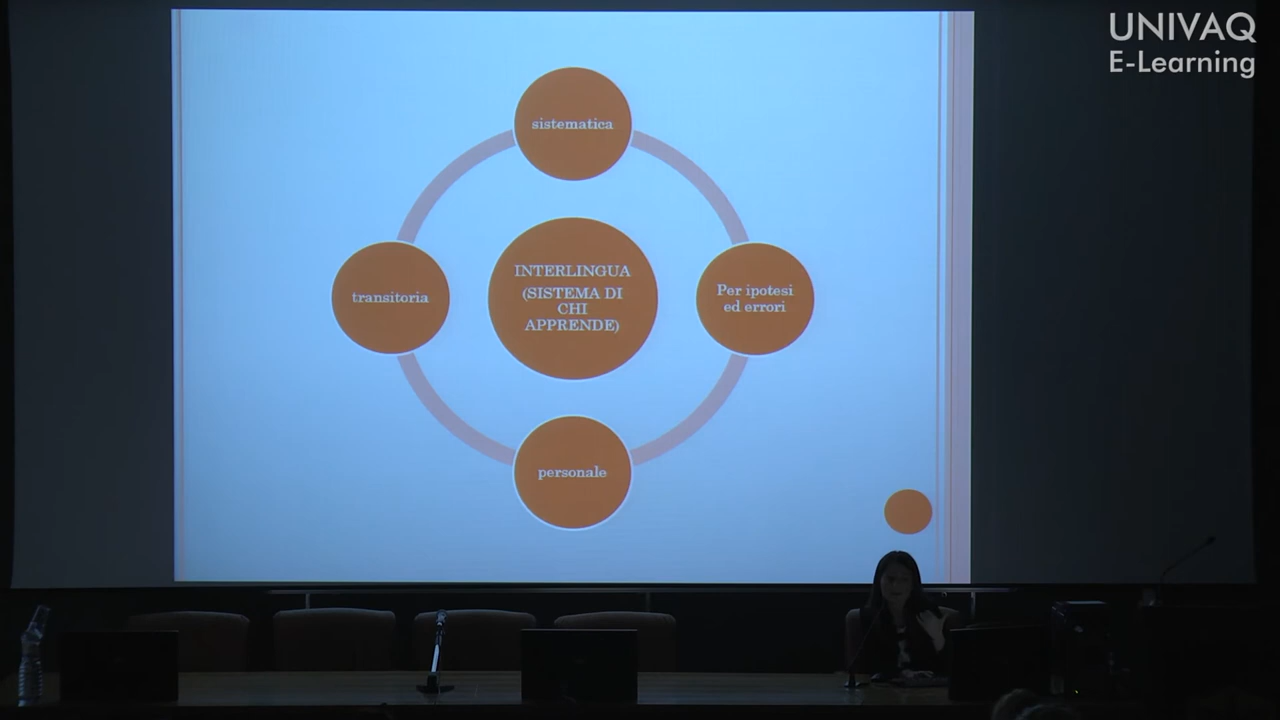 UNIVAQ
E-Learning
sistematica
transitoria
INTERLINGUA
(SISTEMA DI
CHI
APPRENDE)
Per ipotesi
ed errori
personale